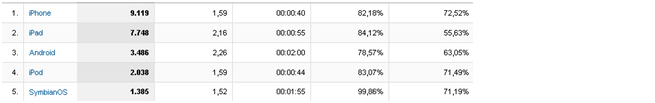 1. iPhone 9.119 1,59 00:00:40 82,18% 72,52%
2. iPad 7.748 2,16 00:00:55 84,12% 55,63%
3. Android 3.486 2,26 00:02:00 78,57% 63,05%
4. iPod 2.038 1,59 00:00:44 83,07% 71,49%
5. SymbianOS 1.385 1,52 00:01:55 99,86% 71,19%